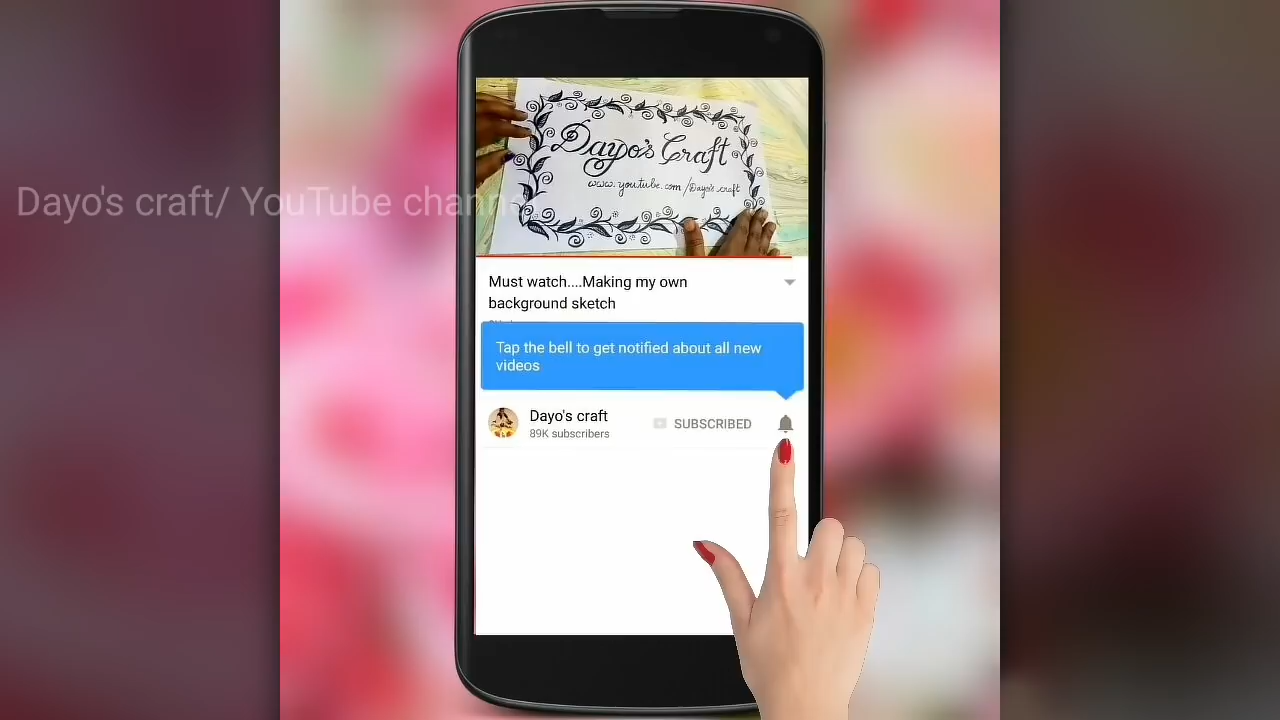 Dayo's Craft
www.youtube.com/Dayo's craft
Dayo's craft/ YouTube chann
Must watch....Making my own
background sketch
Tap the bell to get notified about all new
videos
Dayo's craft
SUBSCRIBED
89K subscribers